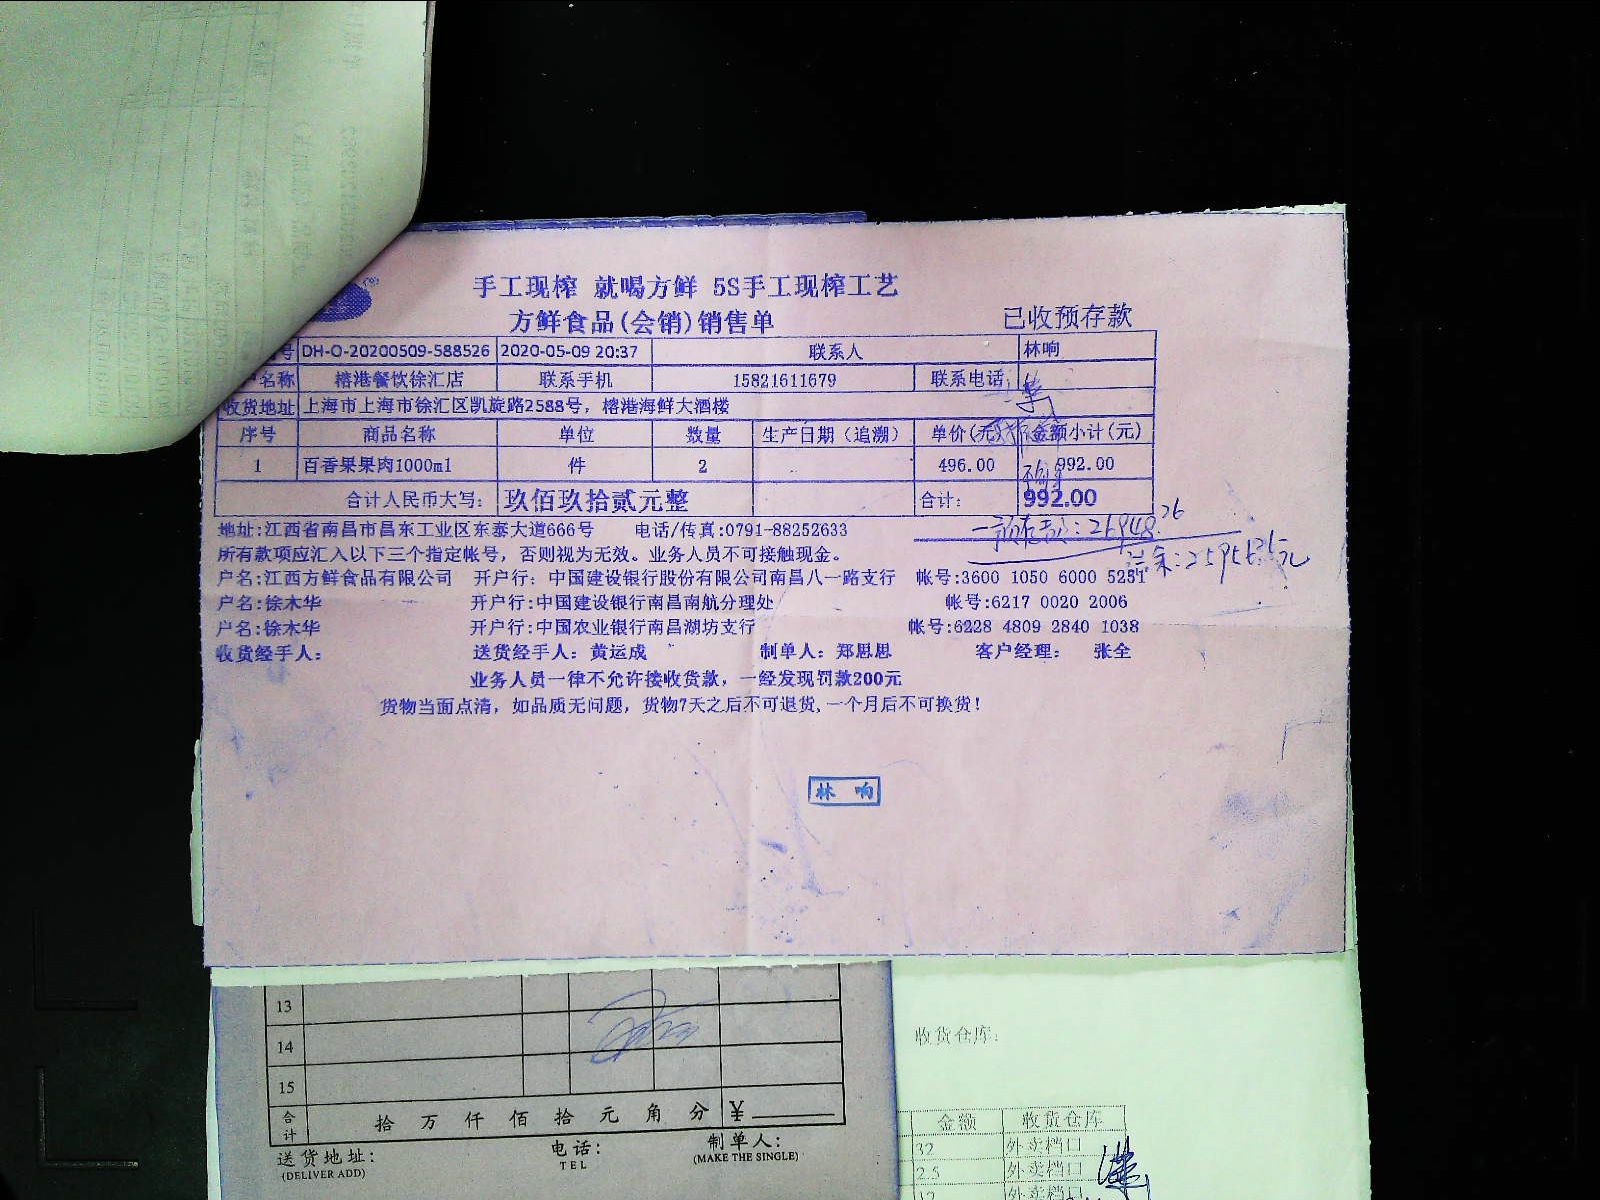 手工现榨 就喝方鲜 5S手工现榨工艺
方鲜食品(会销)销售单 已收预存款
号 DH-O-20200509-588526 2020-05-09 20:37 联系人 林响
户名称 榕港餐饮徐汇店 联系手机 15821611679 联系电话
收货地址 上海市上海市徐汇区凯旋路2588号，榕港海鲜大酒楼
序号 商品名称 单位 数量 生产日期（追溯） 单价(元) 金额小计(元)
1 百香果果肉1000ml 件 2 496.00 992.00
合计人民币大写: 玖佰玖拾贰元整 合计: 992.00
地址:江西省南昌市昌东工业区东泰大道666号 电话/传真:0791-88252633
所有款项应汇入以下三个指定帐号，否则视为无效。业务人员不可接触现金。
户名:江西方鲜食品有限公司 开户行: 中国建设银行股份有限公司南昌八一路支行 帐号:3600 1050 6000 5251
户名:徐木华 开户行:中国建设银行南昌南航分理处 帐号:6217 0020 2006
户名:徐木华 开户行:中国农业银行南昌湖坊支行 帐号:6228 4809 2840 1038
收货经手人: 送货经手人: 黄运成 制单人: 郑思思 客户经理: 张全
业务人员一律不允许接收货款，一经发现罚款200元
货物当面点清，如品质无问题，货物7天之后不可退货,一个月后不可换货!
林 响
13
14
15
合计 拾 万 仟 佰 拾 元 角 分 ¥
送货地址:
(DELIVER ADD)
电话:
TEL
制单人:
(MAKE THE SINGLE)
收货仓库:
金额 收货仓库
32 外卖档口
2.5 外卖档口
12 外卖档口